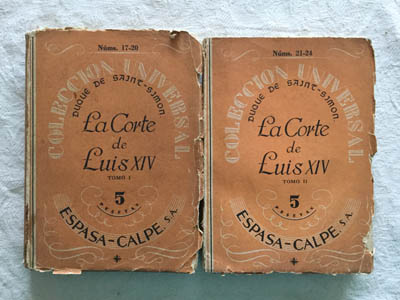 Núms. 17-20
COLECCION UNIVERSAL
DUQUE DE SAINT-SIMON
La Corte
de
Luis XIV
TOMO I
5
PESETAS
ESPASA-CALPE, S.A.
Núms. 21-24
COLECCION UNIVERSAL
DUQUE DE SAINT-SIMON
La Corte
de
Luis XIV
TOMO II
5
PESETAS
ESPASA-CALPE, S.A.